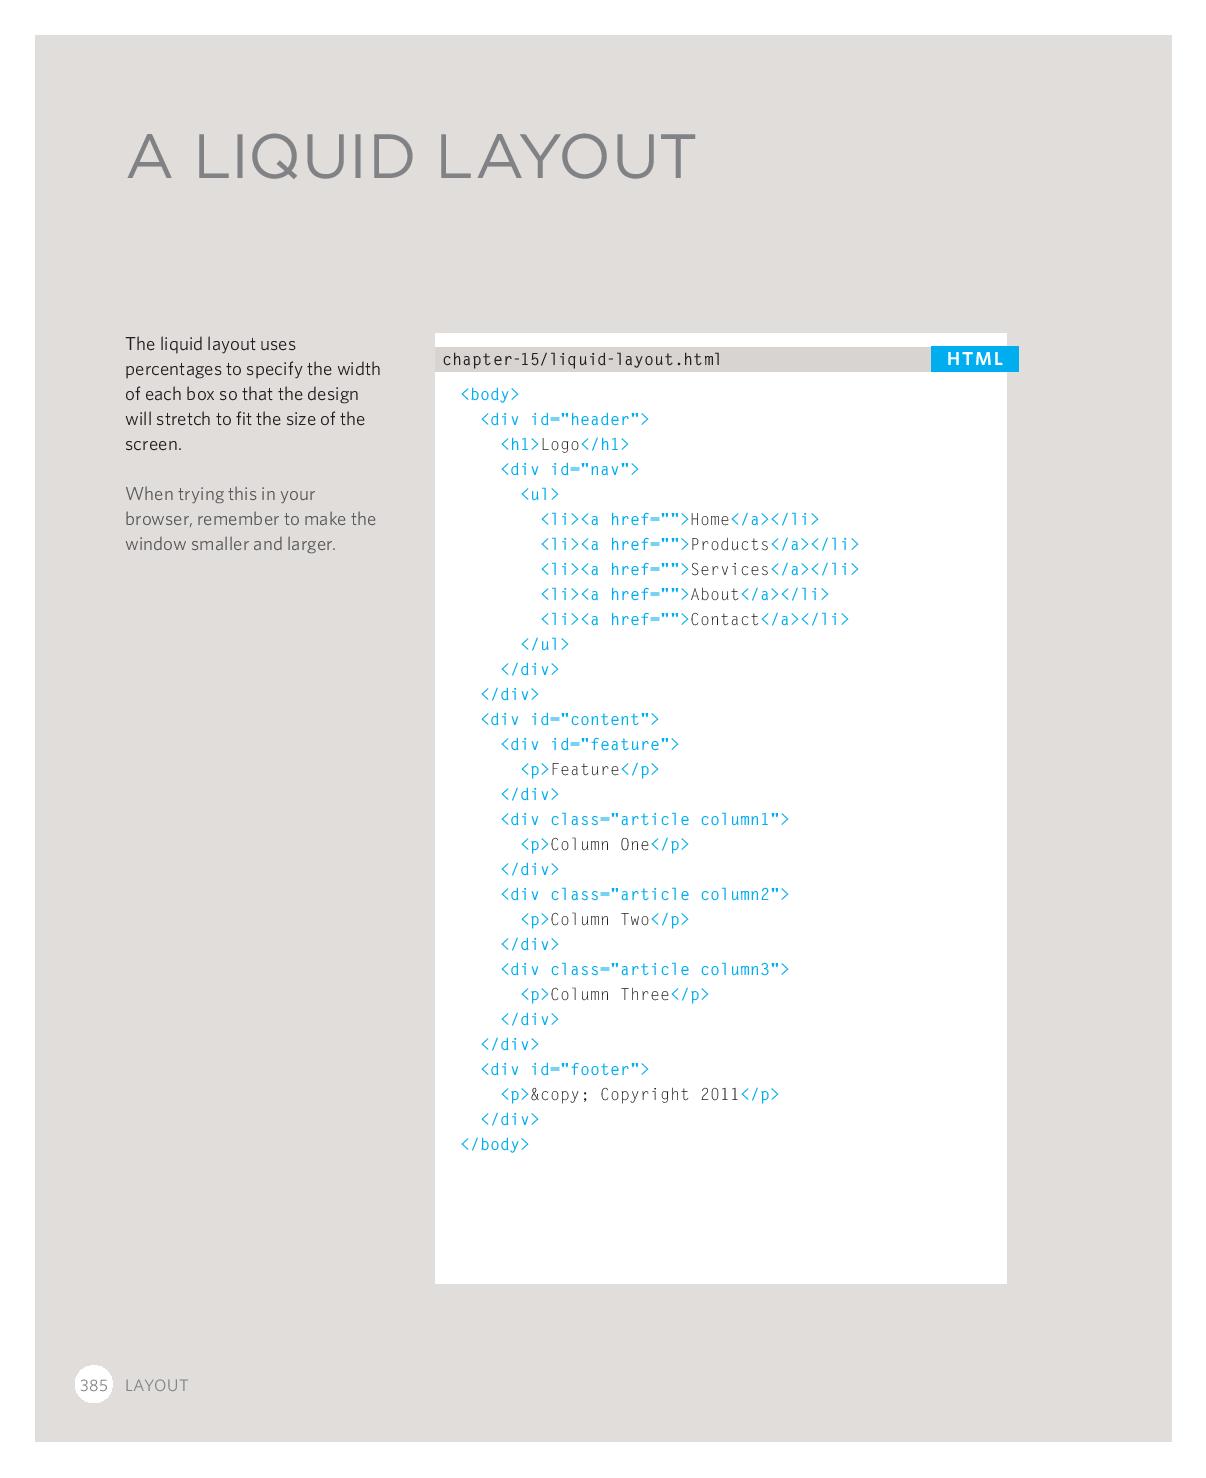 A LIQUID LAYOUT
The liquid layout uses
percentages to specify the width
of each box so that the design
will stretch to fit the size of the
screen.
When trying this in your
browser, remember to make the
window smaller and larger.
chapter-15/liquid-layout.html
HTML
<body>
  <div id="header">
    <h1>Logo</h1>
    <div id="nav">
      <ul>
        <li><a href="">Home</a></li>
        <li><a href="">Products</a></li>
        <li><a href="">Services</a></li>
        <li><a href="">About</a></li>
        <li><a href="">Contact</a></li>
      </ul>
    </div>
  </div>
  <div id="content">
    <div id="feature">
      <p>Feature</p>
    </div>
    <div class="article column1">
      <p>Column One</p>
    </div>
    <div class="article column2">
      <p>Column Two</p>
    </div>
    <div class="article column3">
      <p>Column Three</p>
    </div>
  </div>
  <div id="footer">
    <p>&copy; Copyright 2011</p>
  </div>
</body>
385 LAYOUT